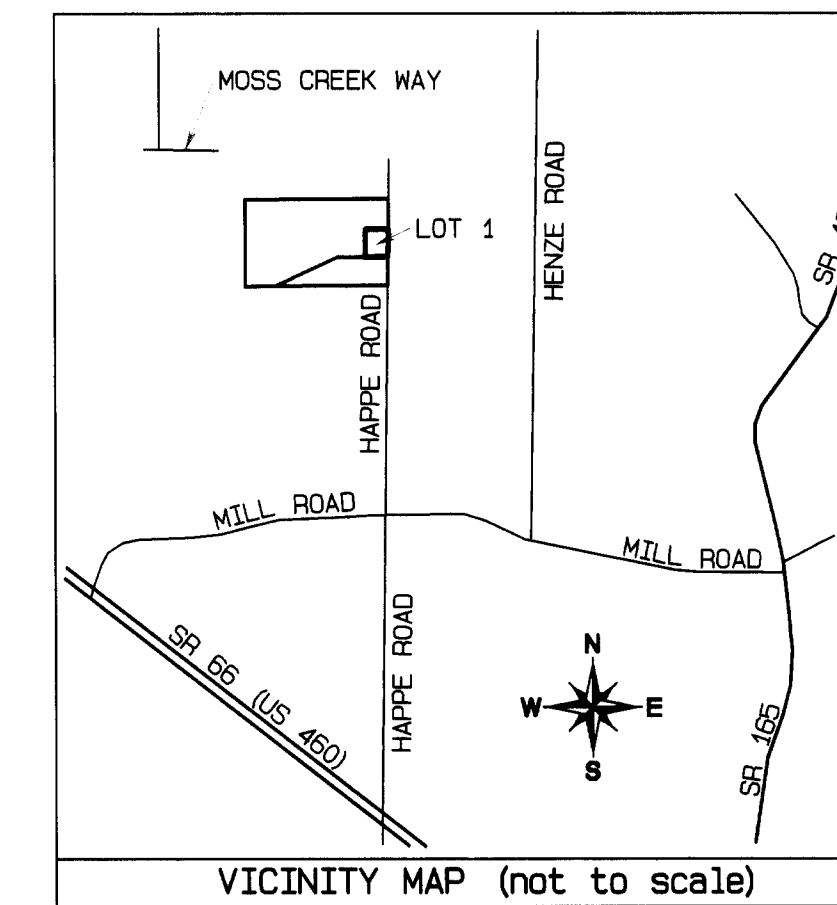 MOSS CREEK WAY
LOT 1
HENZE ROAD
SR
HAPPE ROAD
MILL ROAD
MILL ROAD
SR 66 (US 460)
HAPPE ROAD
N
W E
S
SR 165
VICINITY MAP (not to scale)